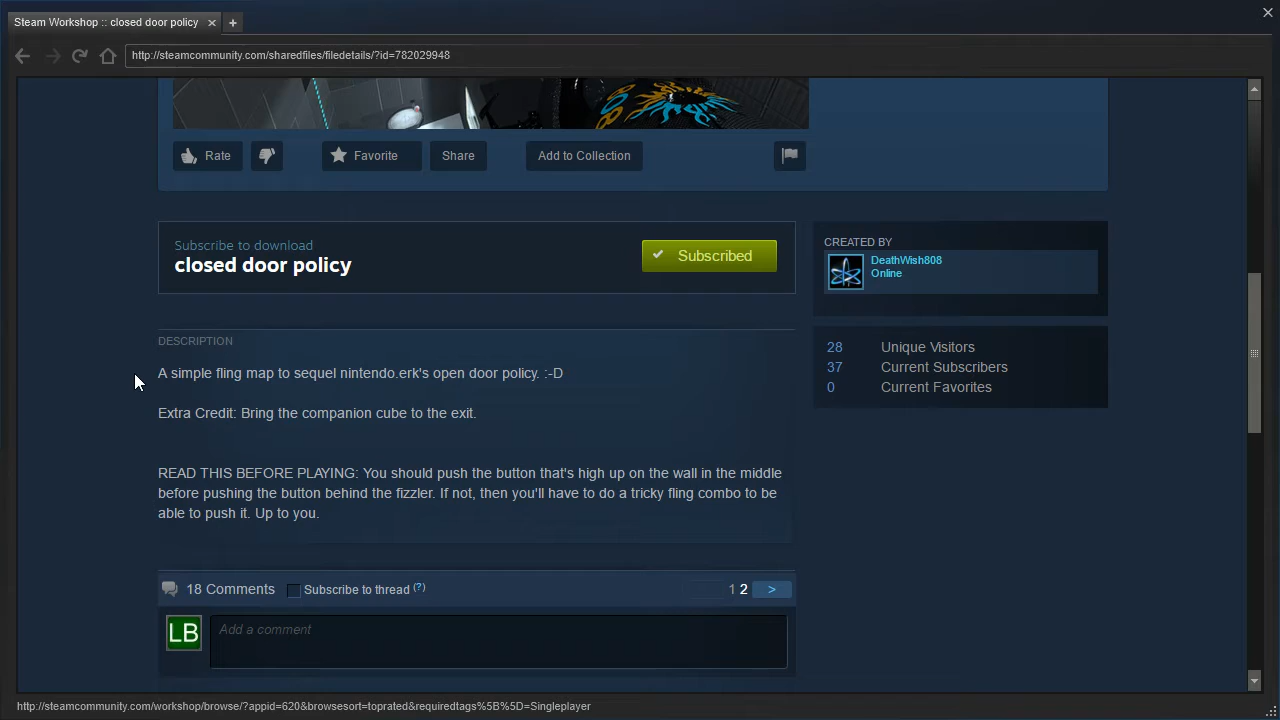 Steam Workshop :: closed door policy
http://steamcommunity.com/sharedfiles/filedetails/?id=782029948
Rate
Favorite
Share
Add to Collection
Subscribe to download
closed door policy
Subscribed
CREATED BY
DeathWish808
Online
28 Unique Visitors
37 Current Subscribers
0 Current Favorites
DESCRIPTION
A simple fling map to sequel nintendo.erk's open door policy. :-D
Extra Credit: Bring the companion cube to the exit.
READ THIS BEFORE PLAYING: You should push the button that's high up on the wall in the middle
before pushing the button behind the fizzler. If not, then you'll have to do a tricky fling combo to be
able to push it. Up to you.
18 Comments Subscribe to thread (?) 1 2 >
LB
Add a comment
http://steamcommunity.com/workshop/browse/?appid=620&browsesort=toprated&requiredtags%5B%5D=Singleplayer